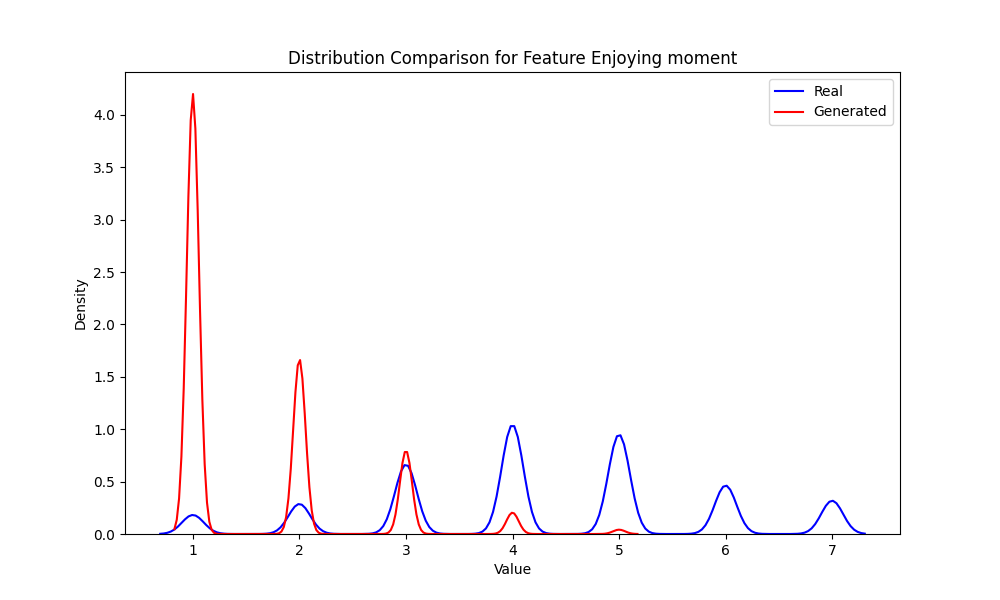 Distribution Comparison for Feature Enjoying moment
Real
Generated
4.0
3.5
3.0
2.5
2.0
1.5
1.0
0.5
0.0
Density
1 2 3 4 5 6 7
Value